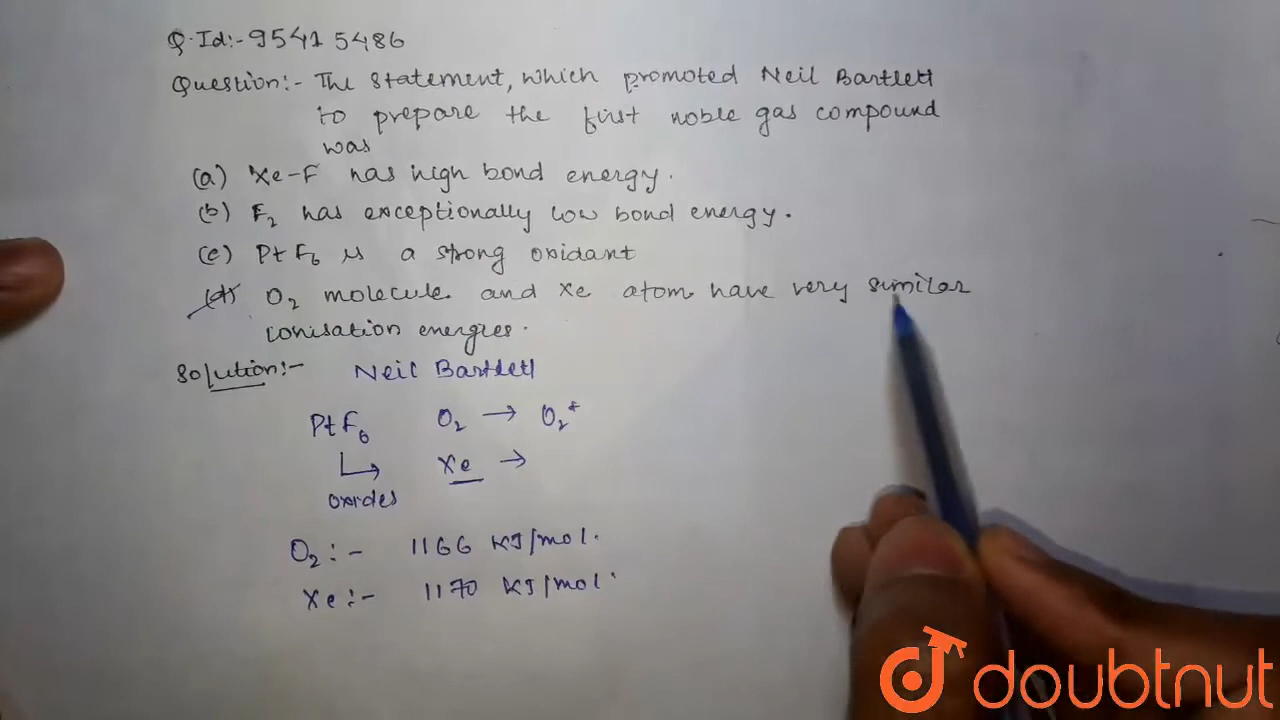 Q.Id:- 95415486
Question:- The statement, which promoted Neil Bartlett
to prepare the first noble gas compound
was
(a) Xe-F has high bond energy.
(b) F₂ has exceptionally low bond energy.
(c) PtF₆ is a strong oxidant
(d) O₂ molecule and Xe atom have very similar
ionisation energies.
Solution:- Neil Bartlett
PtF₆ O₂ → O₂⁺
↳ Xe →
oxides
O₂:- 1166 KJ/mol.
Xe:- 1170 KJ/mol.
doubtnut